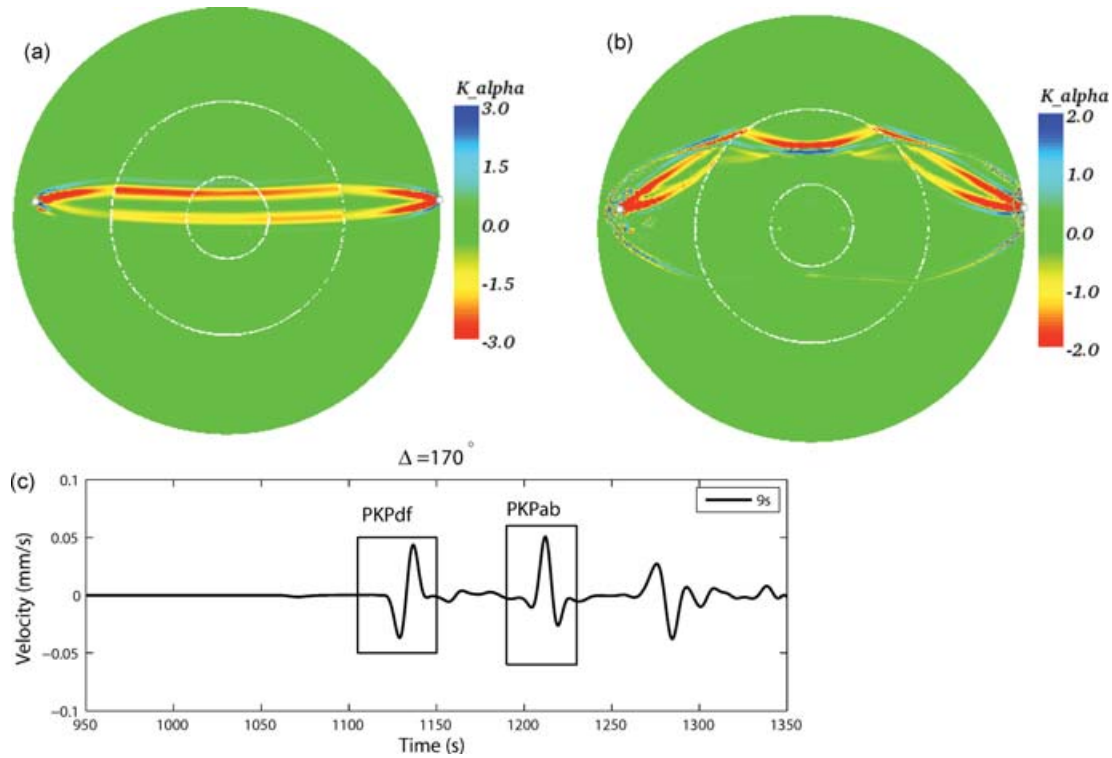 (a)
K_alpha
3.0
1.5
0.0
-1.5
-3.0
(b)
K_alpha
2.0
1.0
0.0
-1.0
-2.0
(c)
Δ =170°
0.1
0.05
0
−0.05
−0.1
Velocity (mm/s)
PKPdf
PKPab
9s
950 1000 1050 1100 1150 1200 1250 1300 1350
Time (s)